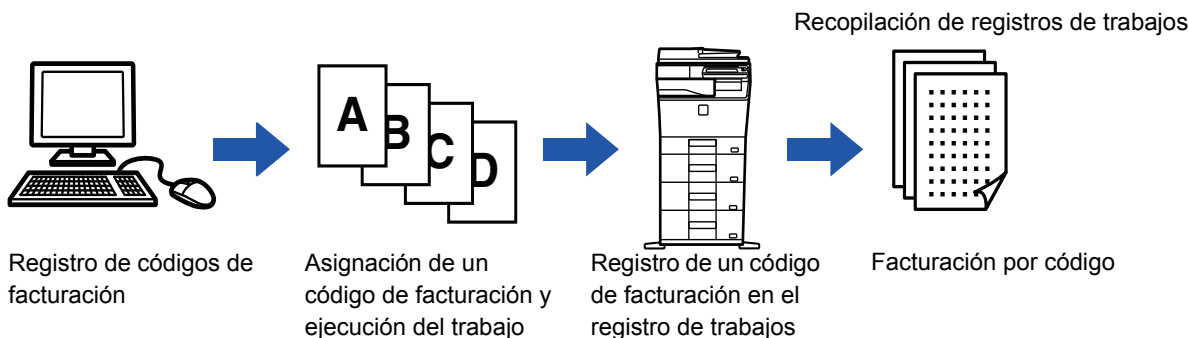 Recopilación de registros de trabajos
A
B
C
D
Registro de códigos de
facturación
Asignación de un
código de facturación y
ejecución del trabajo
Registro de un código
de facturación en el
registro de trabajos
Facturación por código